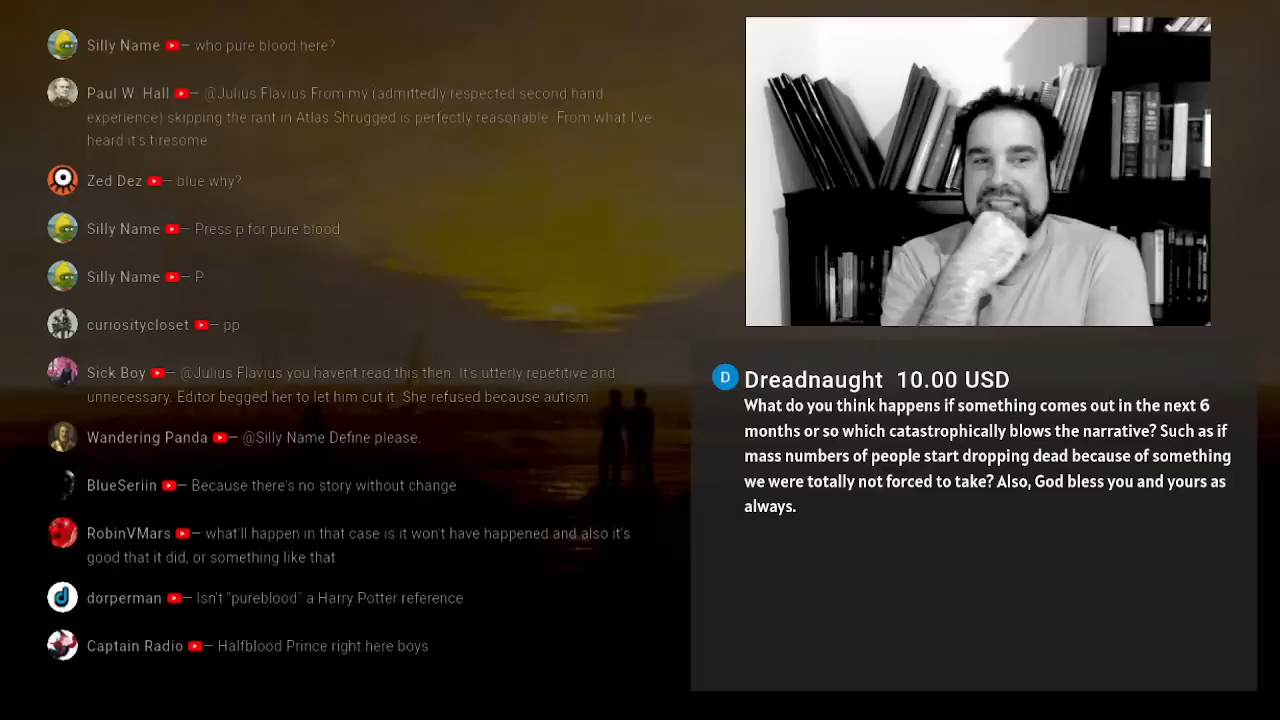 Silly Name — who pure blood here?
Paul W. Hall — @Julius Flavius From my (admittedly respected second hand
experience) skipping the rant in Atlas Shrugged is perfectly reasonable. From what I've
heard it's tiresome
Zed Dez — blue why?
Silly Name — Press p for pure blood
Silly Name — P
curiositycloset — pp
Sick Boy — @Julius Flavius you havent read this then. It's utterly repetitive and
unnecessary. Editor begged her to let him cut it. She refused because autism.
Wandering Panda — @Silly Name Define please.
BlueSeriin — Because there's no story without change
RobinVMars — what'll happen in that case is it won't have happened and also it's
good that it did, or something like that
dorperman — Isn't "pureblood" a Harry Potter reference
Captain Radio — Halfblood Prince right here boys
D Dreadnaught 10.00 USD
What do you think happens if something comes out in the next 6
months or so which catastrophically blows the narrative? Such as if
mass numbers of people start dropping dead because of something
we were totally not forced to take? Also, God bless you and yours as
always.